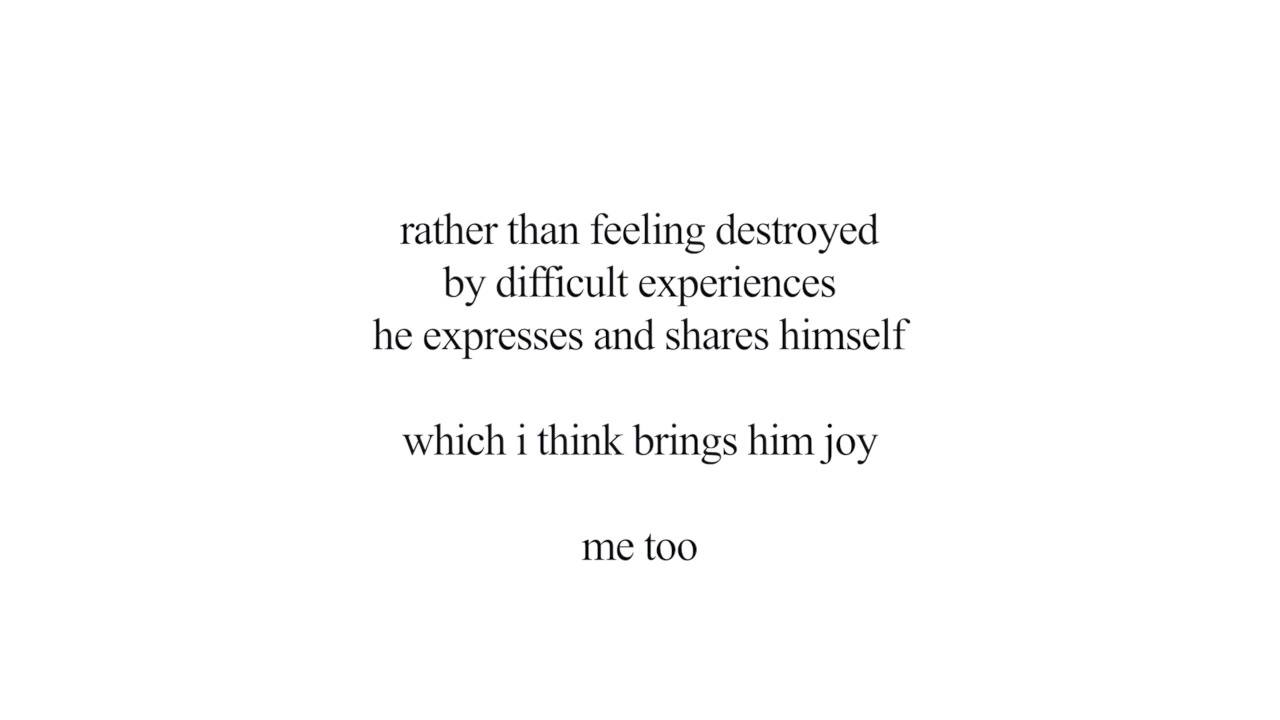 rather than feeling destroyed
by difficult experiences
he expresses and shares himself
which i think brings him joy
me too